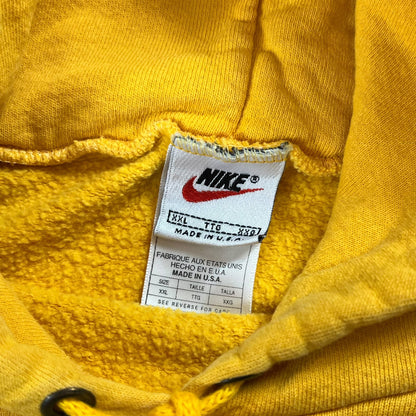 NIKE®
XXL TTG XXG
MADE IN U.S.A.
FABRIQUE AUX ETATS UNIS
HECHO EN E.U.A.
MADE IN U.S.A.
SIZE TAILLE TALLA
XXL TTG XXG
SEE REVERSE FOR CARE